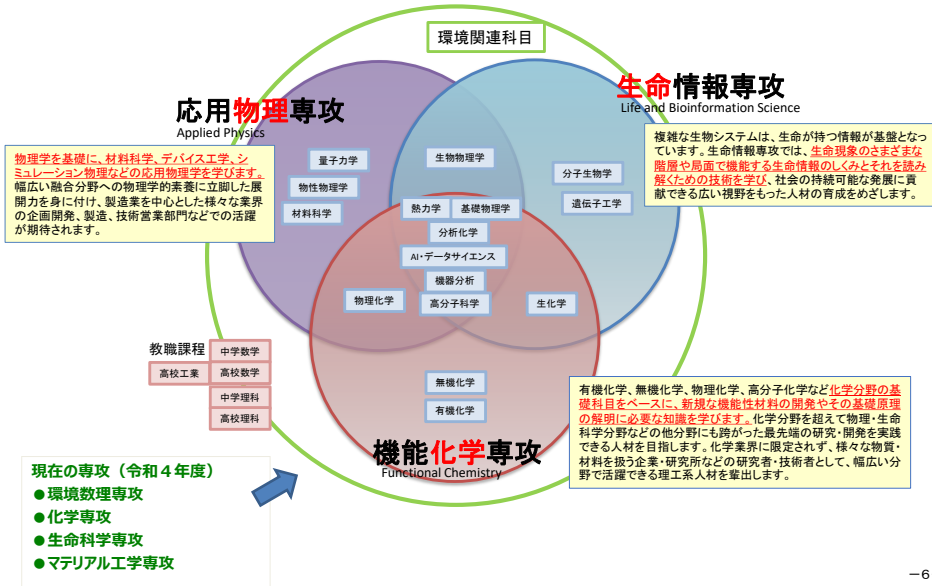 環境関連科目
応用物理専攻
Applied Physics
生命情報専攻
Life and Bioinformation Science
物理学を基礎に、材料科学、デバイス工学、シ
ミュレーション物理などの応用物理学を学びます。
幅広い融合分野への物理学的素養に立脚した展
開力を身に付け、製造業を中心とした様々な業界
の企画開発、製造、技術営業部門などでの活躍
が期待されます。
複雑な生物システムは、生命が持つ情報が基盤となっ
ています。生命情報専攻では、生命現象のさまざまな
階層や局面で機能する生命情報のしくみとそれを読み
解くための技術を学び、社会の持続可能な発展に貢
献できる広い視野をもった人材の育成をめざします。
量子力学
物性物理学
材料科学
生物物理学
分子生物学
遺伝子工学
熱力学
基礎物理学
分析化学
AI・データサイエンス
機器分析
高分子科学
物理化学
生化学
教職課程
中学数学
高校工業
高校数学
中学理科
高校理科
無機化学
有機化学
機能化学専攻
Functional Chemistry
有機化学、無機化学、物理化学、高分子化学など化学分野の基
礎科目をベースに、新規な機能性材料の開発やその基礎原理
の解明に必要な知識を学びます。化学分野を超えて物理・生命
科学分野などの他分野にも跨がった最先端の研究・開発を実践
できる人材を目指します。化学業界に限定されず、様々な物質・
材料を扱う企業・研究所などの研究者・技術者として、幅広い分
野で活躍できる理工系人材を輩出します。
現在の専攻（令和４年度）
●環境数理専攻
●化学専攻
●生命科学専攻
●マテリアル工学専攻
－6